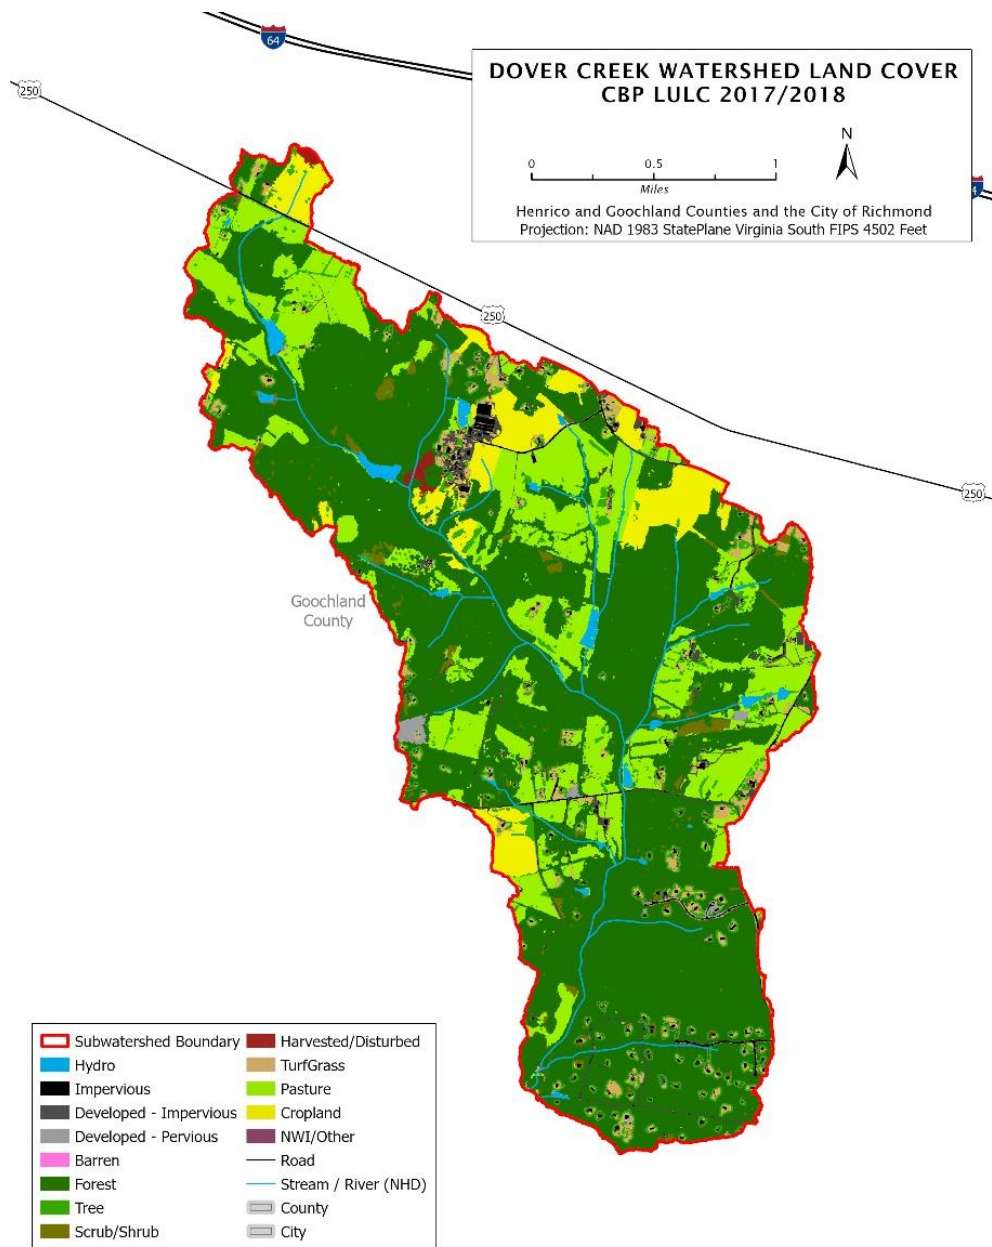 64
250
DOVER CREEK WATERSHED LAND COVER
CBP LULC 2017/2018
N
0 0.5 1
Miles
Henrico and Goochland Counties and the City of Richmond
Projection: NAD 1983 StatePlane Virginia South FIPS 4502 Feet
4
250
250
Goochland
County
Subwatershed Boundary
Hydro
Impervious
Developed - Impervious
Developed - Pervious
Barren
Forest
Tree
Scrub/Shrub
Harvested/Disturbed
TurfGrass
Pasture
Cropland
NWI/Other
Road
Stream / River (NHD)
County
City